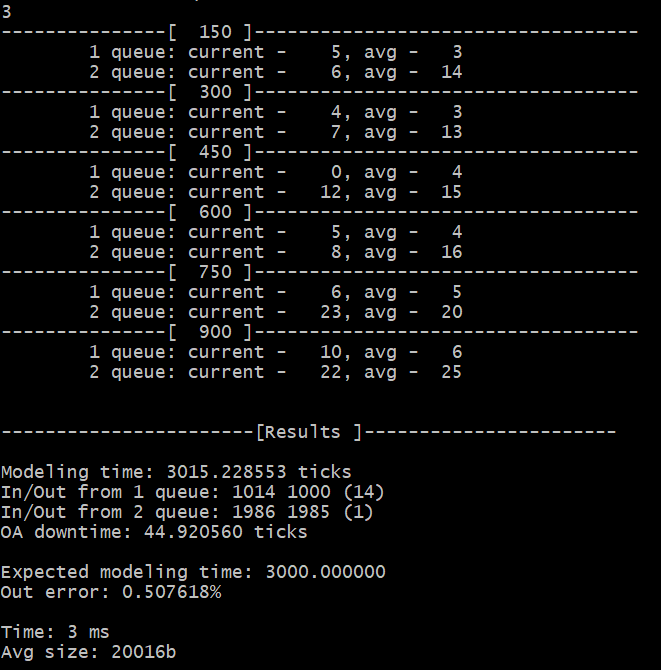 3
---------------[  150 ]-----------------------------------
        1 queue: current -    5, avg -   3
        2 queue: current -    6, avg -  14
---------------[  300 ]-----------------------------------
        1 queue: current -    4, avg -   3
        2 queue: current -    7, avg -  13
---------------[  450 ]-----------------------------------
        1 queue: current -    0, avg -   4
        2 queue: current -   12, avg -  15
---------------[  600 ]-----------------------------------
        1 queue: current -    5, avg -   4
        2 queue: current -    8, avg -  16
---------------[  750 ]-----------------------------------
        1 queue: current -    6, avg -   5
        2 queue: current -   23, avg -  20
---------------[  900 ]-----------------------------------
        1 queue: current -   10, avg -   6
        2 queue: current -   22, avg -  25
-----------------------[Results ]-----------------------
Modeling time: 3015.228553 ticks
In/Out from 1 queue: 1014 1000 (14)
In/Out from 2 queue: 1986 1985 (1)
OA downtime: 44.920560 ticks
Expected modeling time: 3000.000000
Out error: 0.507618%
Time: 3 ms
Avg size: 20016b